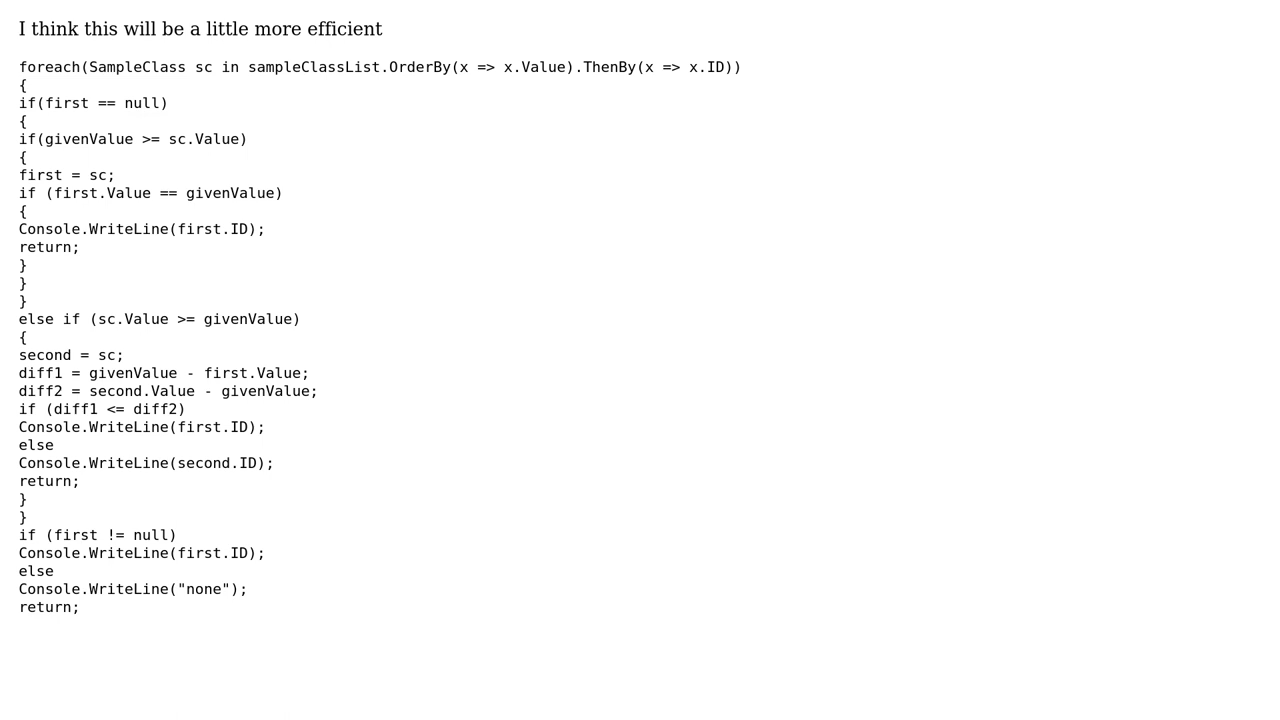 I think this will be a little more efficient
foreach(SampleClass sc in sampleClassList.OrderBy(x => x.Value).ThenBy(x => x.ID))
{
if(first == null)
{
if(givenValue >= sc.Value)
{
first = sc;
if (first.Value == givenValue)
{
Console.WriteLine(first.ID);
return;
}
}
}
else if (sc.Value >= givenValue)
{
second = sc;
diff1 = givenValue - first.Value;
diff2 = second.Value - givenValue;
if (diff1 <= diff2)
Console.WriteLine(first.ID);
else
Console.WriteLine(second.ID);
return;
}
}
if (first != null)
Console.WriteLine(first.ID);
else
Console.WriteLine("none");
return;